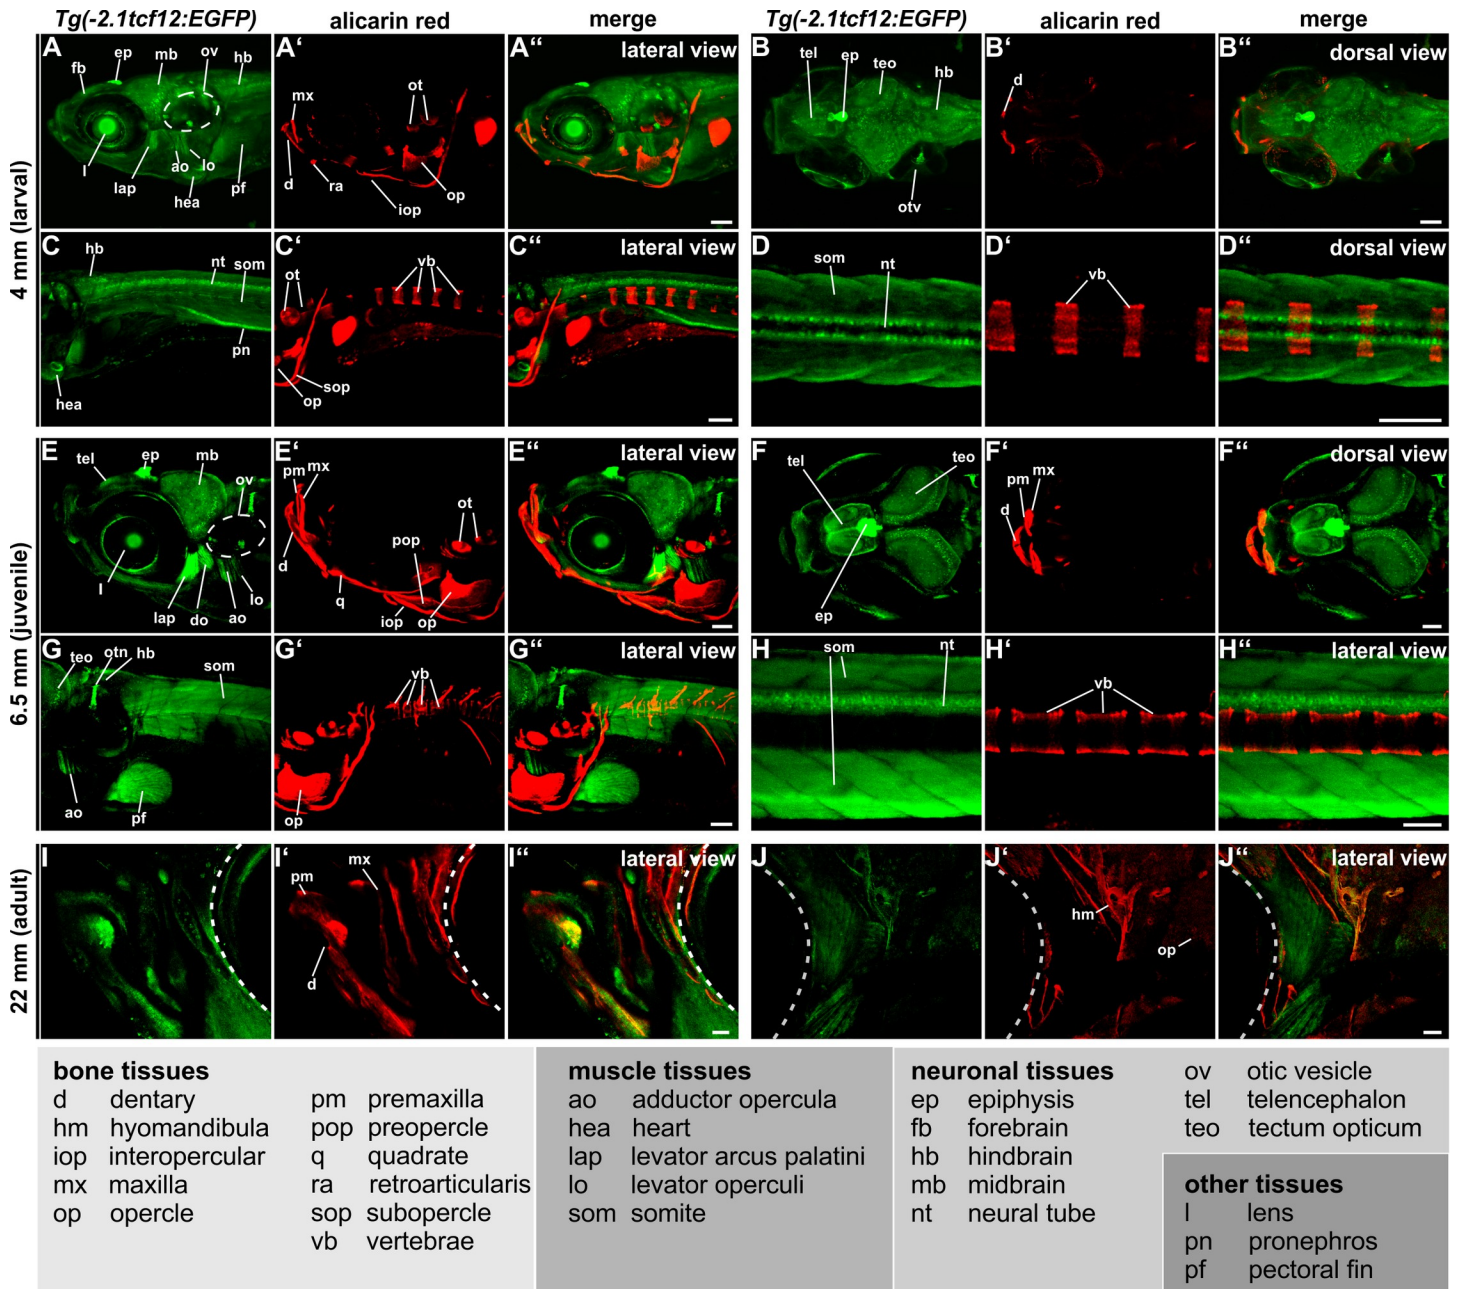 Tg(-2.1tcf12:EGFP) alicarin red merge Tg(-2.1tcf12:EGFP) alicarin red merge
4 mm (larval)
A fb ep mb ov hb l lap ao lo hea pf
A' mx ot d ra iop op
A" lateral view
B tel ep teo hb otv
B' d
B" dorsal view
C hb nt som pn hea
C' ot vb sop op
C" lateral view
D som nt
D' vb
D" dorsal view
6.5 mm (juvenile)
E tel ep mb ov l lap do ao lo
E' pm mx ot pop d q iop op
E" lateral view
F tel teo ep
F' pm mx d
F" dorsal view
G teo otn hb som ao pf
G' vb op
G" lateral view
H som nt
H' vb
H" lateral view
22 mm (adult)
I
I' pm mx d
I" lateral view
J
J' hm op
J" lateral view
bone tissues
d dentary
hm hyomandibula
iop interopercular
mx maxilla
op opercle
pm premaxilla
pop preopercle
q quadrate
ra retroarticularis
sop subopercle
vb vertebrae
muscle tissues
ao adductor opercula
hea heart
lap levator arcus palatini
lo levator operculi
som somite
neuronal tissues
ep epiphysis
fb forebrain
hb hindbrain
mb midbrain
nt neural tube
ov otic vesicle
tel telencephalon
teo tectum opticum
other tissues
l lens
pn pronephros
pf pectoral fin